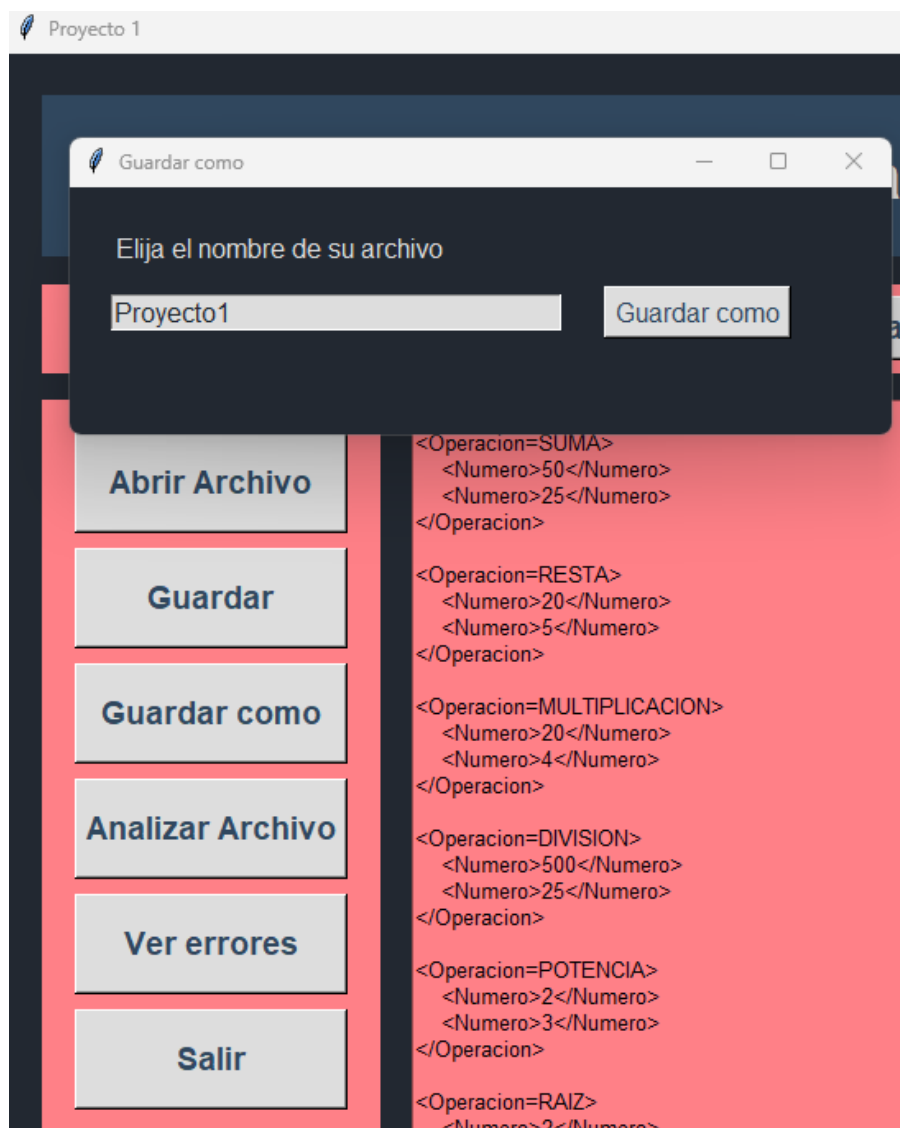 Proyecto 1
Guardar como
Elija el nombre de su archivo
Proyecto1
Guardar como
Abrir Archivo
Guardar
Guardar como
Analizar Archivo
Ver errores
Salir
<Operacion=SUMA>
<Numero>50</Numero>
<Numero>25</Numero>
</Operacion>
<Operacion=RESTA>
<Numero>20</Numero>
<Numero>5</Numero>
</Operacion>
<Operacion=MULTIPLICACION>
<Numero>20</Numero>
<Numero>4</Numero>
</Operacion>
<Operacion=DIVISION>
<Numero>500</Numero>
<Numero>25</Numero>
</Operacion>
<Operacion=POTENCIA>
<Numero>2</Numero>
<Numero>3</Numero>
</Operacion>
<Operacion=RAIZ>
<Numero>2</Numero>